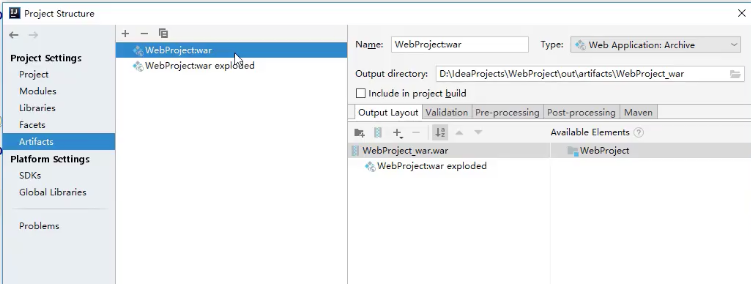 Project Structure
Project Settings
Project
Modules
Libraries
Facets
Artifacts
Platform Settings
SDKs
Global Libraries
Problems
WebProject:war
WebProject:war exploded
Name: WebProject:war Type: Web Application: Archive
Output directory: D:\IdeaProjects\WebProject\out\artifacts\WebProject_war
Include in project build
Output Layout Validation Pre-processing Post-processing Maven
Available Elements ?
WebProject_war.war
WebProject:war exploded
WebProject